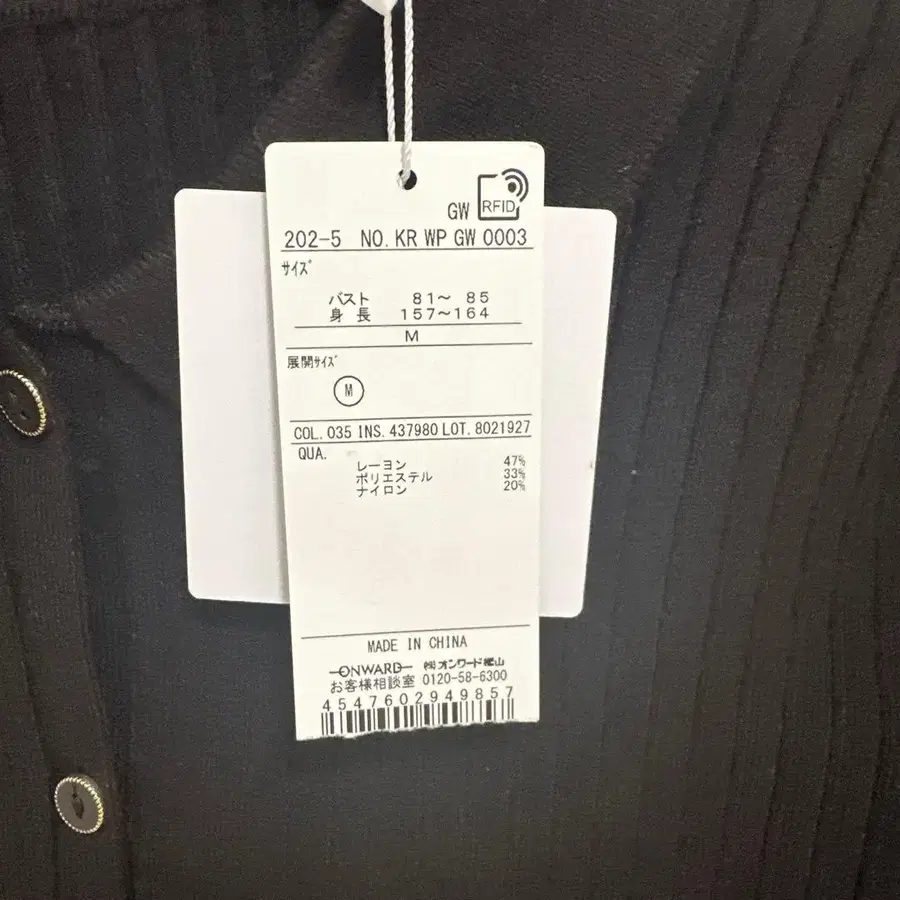 GW RFID
202-5 NO. KR WP GW 0003
サイズ
バスト 81～ 85
身 長 157～164
M
展開サイズ
M
COL. 035 INS. 437980 LOT. 8021927
QUA.
レーヨン 47%
ポリエステル 33%
ナイロン 20%
MADE IN CHINA
ONWARD ㈱オンワード樫山
お客様相談室 0120-58-6300
4547602949857